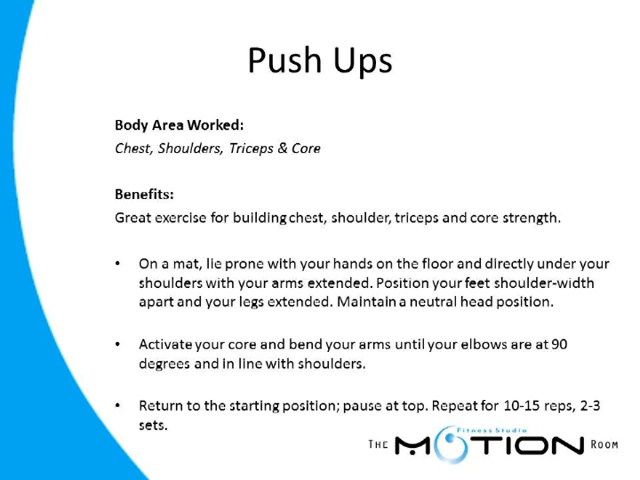 Push Ups
Body Area Worked:
Chest, Shoulders, Triceps & Core
Benefits:
Great exercise for building chest, shoulder, triceps and core strength.
• On a mat, lie prone with your hands on the floor and directly under your
shoulders with your arms extended. Position your feet shoulder-width
apart and your legs extended. Maintain a neutral head position.
• Activate your core and bend your arms until your elbows are at 90
degrees and in line with shoulders.
• Return to the starting position; pause at top. Repeat for 10-15 reps, 2-3
sets.
Fitness Studio
THE MOTION ROOM